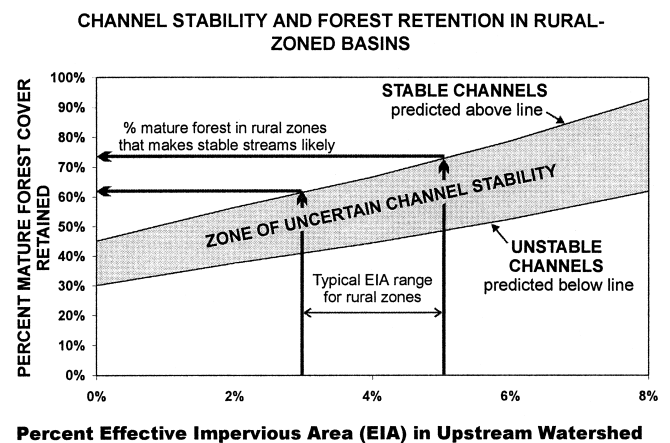 CHANNEL STABILITY AND FOREST RETENTION IN RURAL-
ZONED BASINS
PERCENT MATURE FOREST COVER
RETAINED
100%
90%
80%
70%
60%
50%
40%
30%
20%
10%
0%
STABLE CHANNELS
predicted above line
% mature forest in rural zones
that makes stable streams likely
ZONE OF UNCERTAIN CHANNEL STABILITY
UNSTABLE
CHANNELS
predicted below line
Typical EIA range
for rural zones
0%
2%
4%
6%
8%
Percent Effective Impervious Area (EIA) in Upstream Watershed